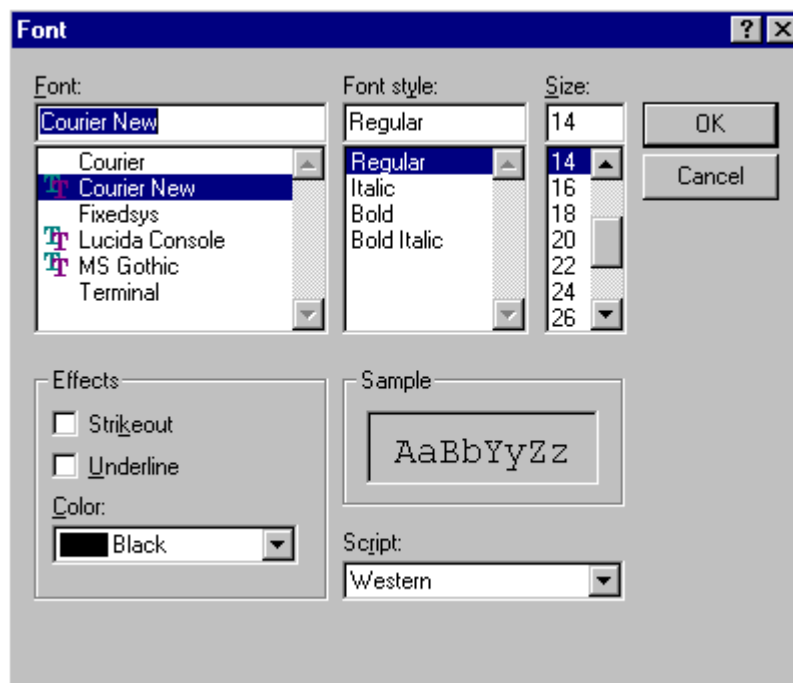 Font
Font:
Courier New
Courier
Courier New
Fixedsys
Lucida Console
MS Gothic
Terminal
Font style:
Regular
Regular
Italic
Bold
Bold Italic
Size:
14
14
16
18
20
22
24
26
OK
Cancel
Effects
Strikeout
Underline
Color:
Black
Sample
AaBbYyZz
Script:
Western